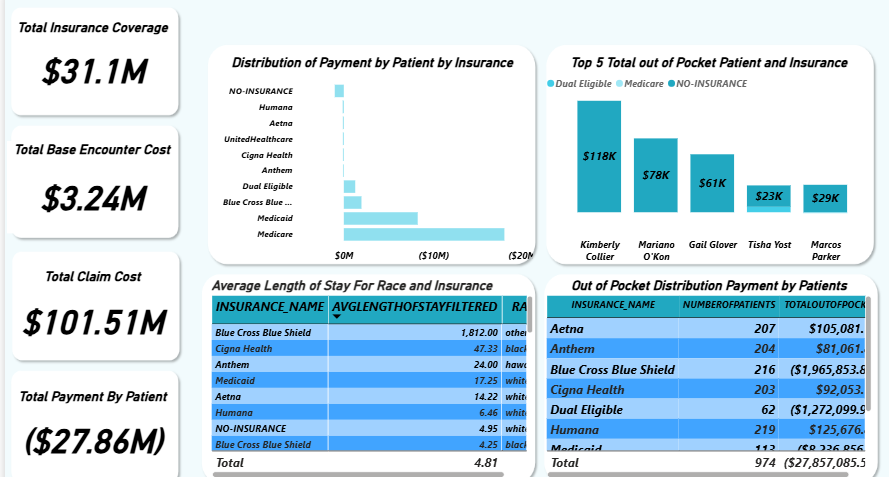 Total Insurance Coverage
$31.1M
Total Base Encounter Cost
$3.24M
Total Claim Cost
$101.51M
Total Payment By Patient
($27.86M)
Distribution of Payment by Patient by Insurance
NO-INSURANCE
Humana
Aetna
UnitedHealthcare
Cigna Health
Anthem
Dual Eligible
Blue Cross Blue ...
Medicaid
Medicare
$0M ($10M) ($20M
Top 5 Total out of Pocket Patient and Insurance
Dual Eligible Medicare NO-INSURANCE
$118K $78K $61K $23K $29K
Kimberly Collier
Mariano O'Kon
Gail Glover
Tisha Yost
Marcos Parker
Average Length of Stay For Race and Insurance
INSURANCE_NAME AVGLENGTHOFSTAYFILTERED RA
Blue Cross Blue Shield 1,812.00 other
Cigna Health 47.33 black
Anthem 24.00 hawa
Medicaid 17.25 white
Aetna 14.22 white
Humana 6.46 white
NO-INSURANCE 4.95 white
Blue Cross Blue Shield 4.25 black
Total 4.81
Out of Pocket Distribution Payment by Patients
INSURANCE_NAME NUMBEROFPATIENTS TOTALOUTOFPOCK
Aetna 207 $105,081.
Anthem 204 $81,061.
Blue Cross Blue Shield 216 ($1,965,853.8
Cigna Health 203 $92,053.
Dual Eligible 62 ($1,272,099.9
Humana 219 $125,676.
Medicaid 113 ($8,236,856
Total 974 ($27,857,085.5